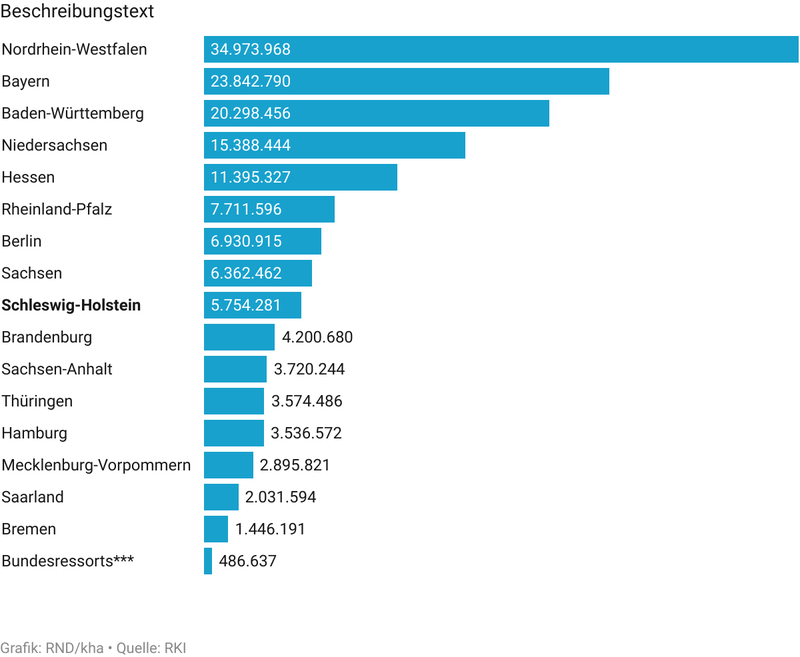 Beschreibungstext
Nordrhein-Westfalen 34.973.968
Bayern 23.842.790
Baden-Württemberg 20.298.456
Niedersachsen 15.388.444
Hessen 11.395.327
Rheinland-Pfalz 7.711.596
Berlin 6.930.915
Sachsen 6.362.462
Schleswig-Holstein 5.754.281
Brandenburg 4.200.680
Sachsen-Anhalt 3.720.244
Thüringen 3.574.486
Hamburg 3.536.572
Mecklenburg-Vorpommern 2.895.821
Saarland 2.031.594
Bremen 1.446.191
Bundesressorts*** 486.637
Grafik: RND/kha • Quelle: RKI